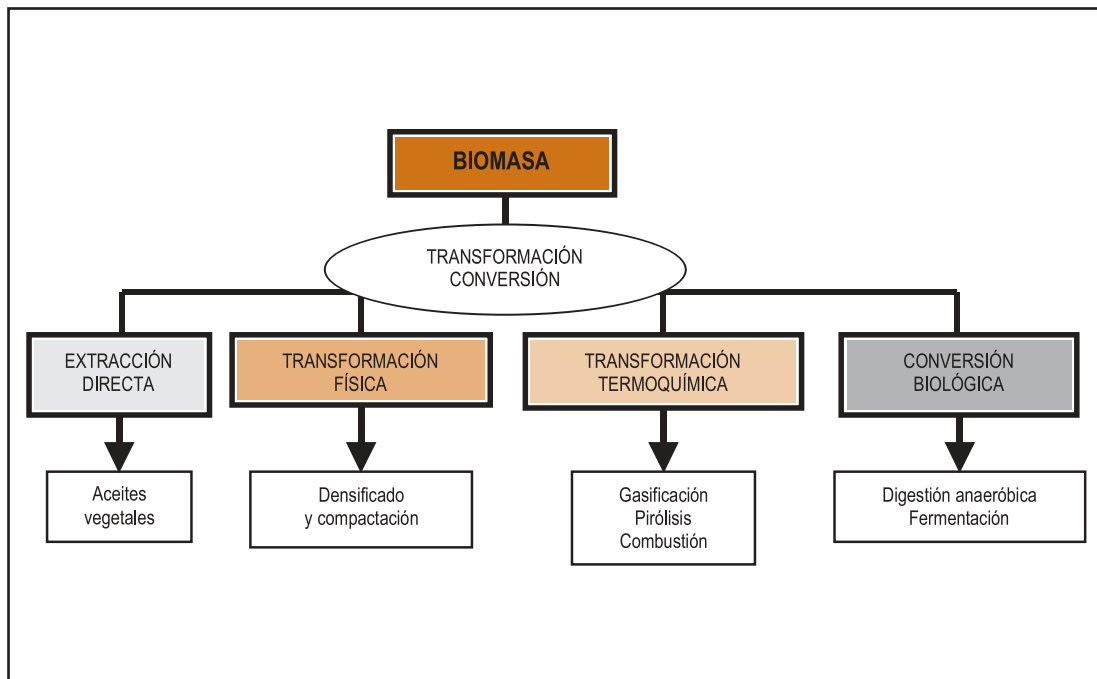 BIOMASA
TRANSFORMACIÓN
CONVERSIÓN
EXTRACCIÓN
DIRECTA
TRANSFORMACIÓN
FÍSICA
TRANSFORMACIÓN
TERMOQUÍMICA
CONVERSIÓN
BIOLÓGICA
Aceites
vegetales
Densificado
y compactación
Gasificación
Pirólisis
Combustión
Digestión anaeróbica
Fermentación